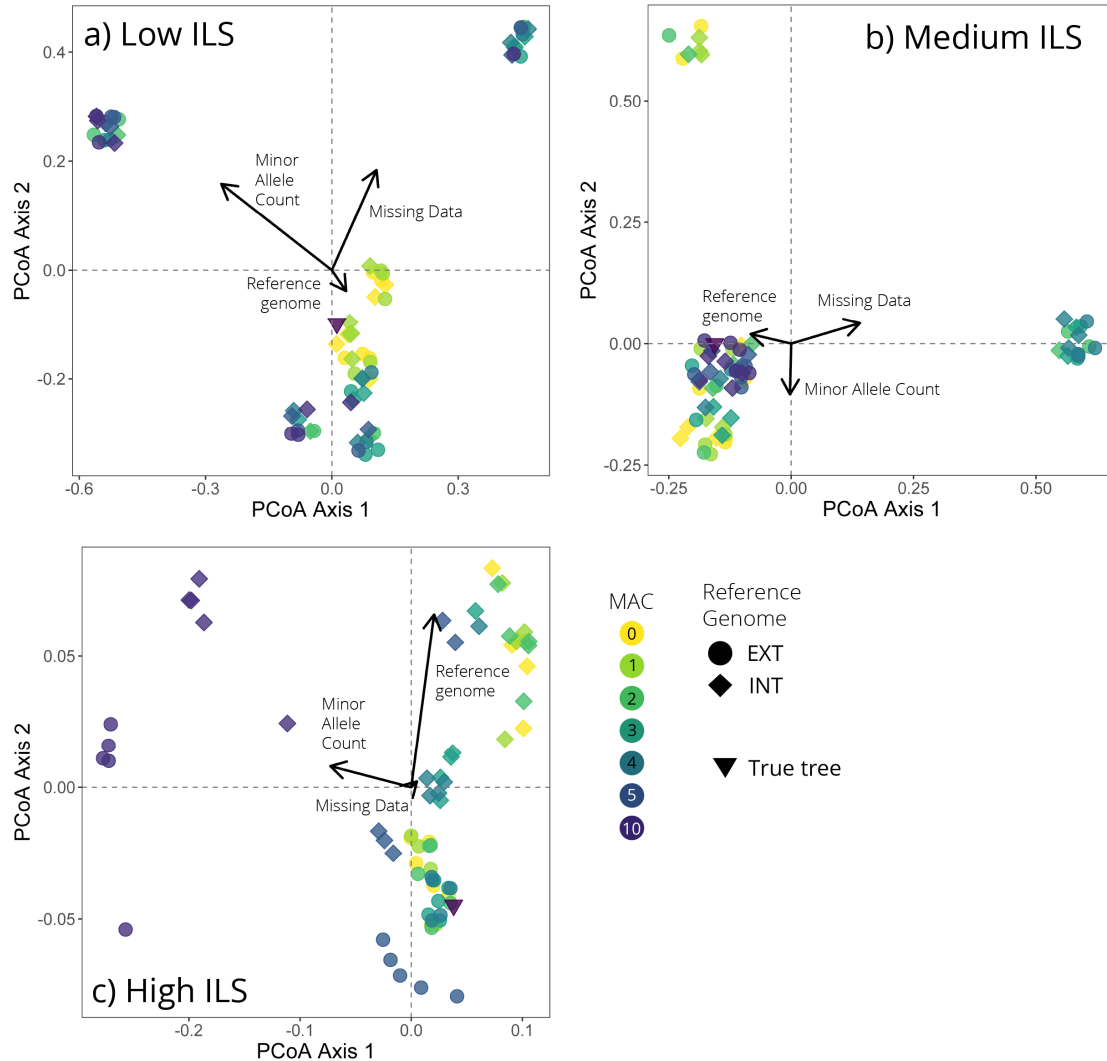 a) Low ILS
0.4
0.2
0.0
-0.2
PCoA Axis 2
Minor
Allele
Count
Missing Data
Reference
genome
-0.6
-0.3
0.0
0.3
PCoA Axis 1
b) Medium ILS
0.50
0.25
0.00
-0.25
PCoA Axis 2
Reference
genome
Missing Data
Minor Allele Count
-0.25
0.00
0.25
0.50
PCoA Axis 1
0.05
0.00
-0.05
PCoA Axis 2
Reference
genome
Minor
Allele
Count
Missing Data
c) High ILS
-0.2
-0.1
0.0
0.1
PCoA Axis 1
MAC
0
1
2
3
4
5
10
Reference
Genome
EXT
INT
True tree